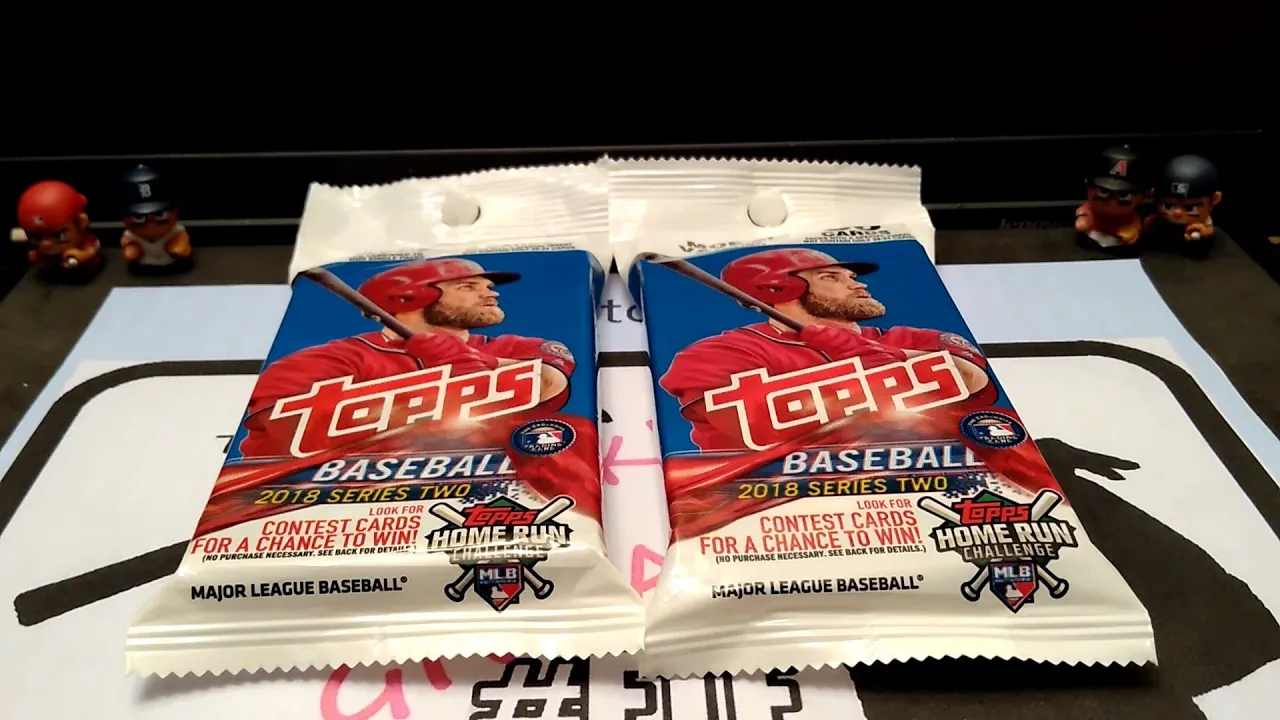 CARDS
TOPPS
BASEBALL
2018 SERIES TWO
LOOK FOR
CONTEST CARDS
FOR A CHANCE TO WIN!
(NO PURCHASE NECESSARY. SEE BACK FOR DETAILS.)
TOPPS
HOME RUN
CHALLENGE
MLB
MAJOR LEAGUE BASEBALL®
TOPPS
BASEBALL
2018 SERIES TWO
LOOK FOR
CONTEST CARDS
FOR A CHANCE TO WIN!
(NO PURCHASE NECESSARY. SEE BACK FOR DETAILS.)
TOPPS
HOME RUN
CHALLENGE
MLB
MAJOR LEAGUE BASEBALL®
lenovo
A
D